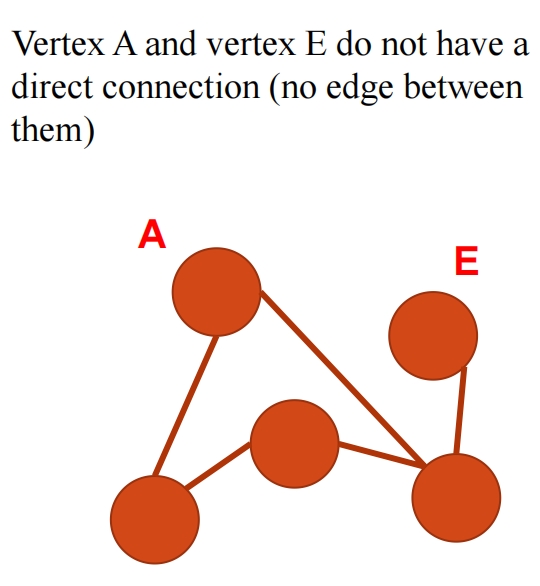 Vertex A and vertex E do not have a
direct connection (no edge between
them)
A
E